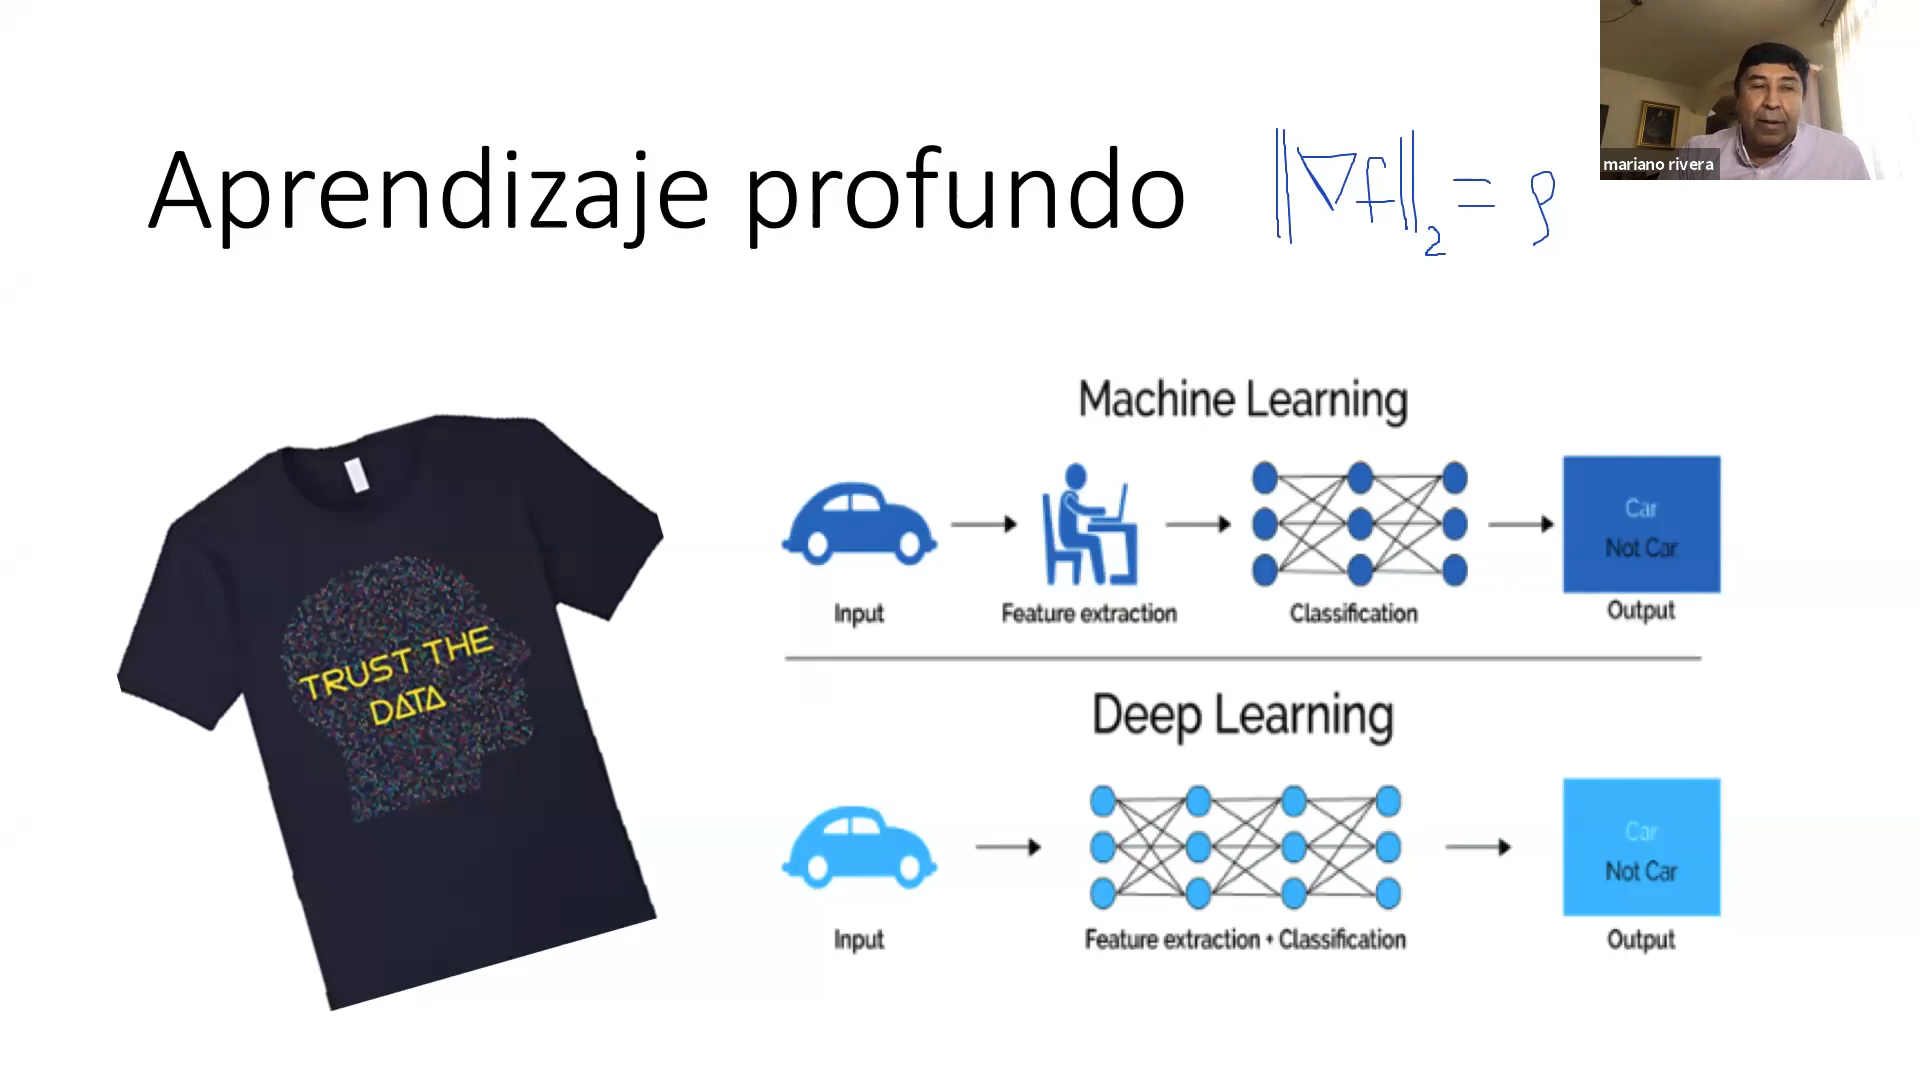 Aprendizaje profundo
‖∇f‖₂ = ρ
mariano rivera
TRUST THE
DATA
Machine Learning
Input
Feature extraction
Classification
Car
Not Car
Output
Deep Learning
Input
Feature extraction + Classification
Car
Not Car
Output